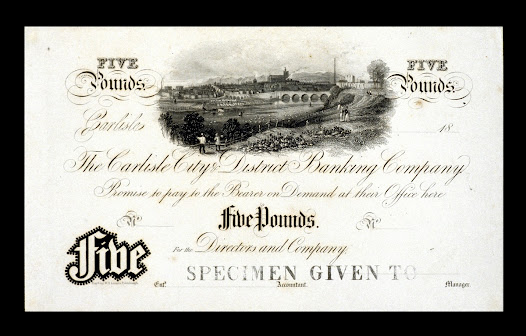 FIVE Pounds. FIVE Pounds.
Carlisle 18
The Carlisle City & District Banking Company
Promise to pay to the Bearer on Demand at their Office here
No Five Pounds. No
For the Directors and Company
Five SPECIMEN GIVEN TO
Entd. Accountant. Manager.